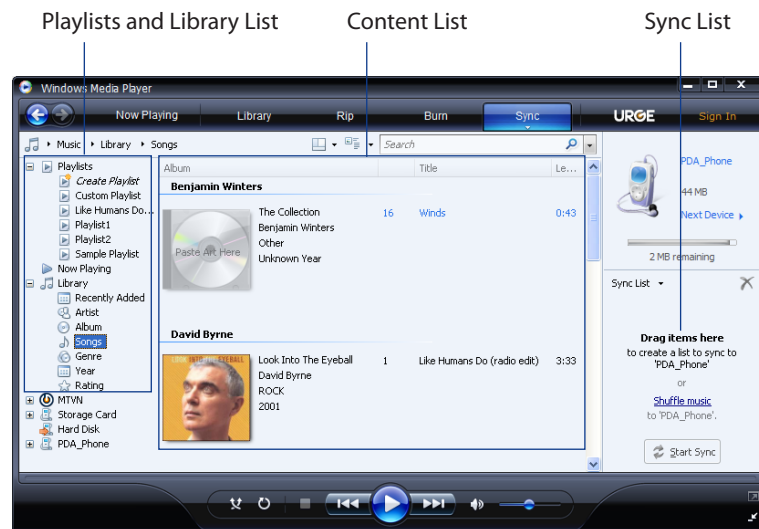 Playlists and Library List
Content List
Sync List
Windows Media Player
Now Playing
Library
Rip
Burn
Sync
URGE
Sign In
Music ▸ Library ▸ Songs
Search
Playlists
Create Playlist
Custom Playlist
Like Humans Do...
Playlist1
Playlist2
Sample Playlist
Now Playing
Library
Recently Added
Artist
Album
Songs
Genre
Year
Rating
MTVN
Storage Card
Hard Disk
PDA_Phone
Album Title Le...
Benjamin Winters
Paste Art Here
The Collection 16 Winds 0:43
Benjamin Winters
Other
Unknown Year
David Byrne
LOOK INTO THE EYEBALL
Look Into The Eyeball 1 Like Humans Do (radio edit) 3:33
David Byrne
ROCK
2001
PDA_Phone
44 MB
Next Device
2 MB remaining
Sync List
Drag items here
to create a list to sync to
'PDA_Phone'
or
Shuffle music
to 'PDA_Phone'.
Start Sync